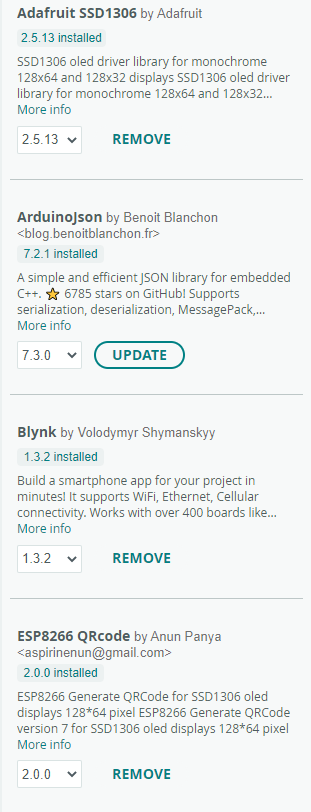 Adafruit SSD1306 by Adafruit
2.5.13 installed
SSD1306 oled driver library for monochrome
128x64 and 128x32 displays SSD1306 oled driver
library for monochrome 128x64 and 128x32...
More info
2.5.13 REMOVE
ArduinoJson by Benoit Blanchon
<blog.benoitblanchon.fr>
7.2.1 installed
A simple and efficient JSON library for embedded
C++. ⭐ 6785 stars on GitHub! Supports
serialization, deserialization, MessagePack,...
More info
7.3.0 UPDATE
Blynk by Volodymyr Shymanskyy
1.3.2 installed
Build a smartphone app for your project in
minutes! It supports WiFi, Ethernet, Cellular
connectivity. Works with over 400 boards like...
More info
1.3.2 REMOVE
ESP8266 QRcode by Anun Panya
<aspirinenun@gmail.com>
2.0.0 installed
ESP8266 Generate QRCode for SSD1306 oled
displays 128*64 pixel ESP8266 Generate QRCode
version 7 for SSD1306 oled displays 128*64 pixel
More info
2.0.0 REMOVE